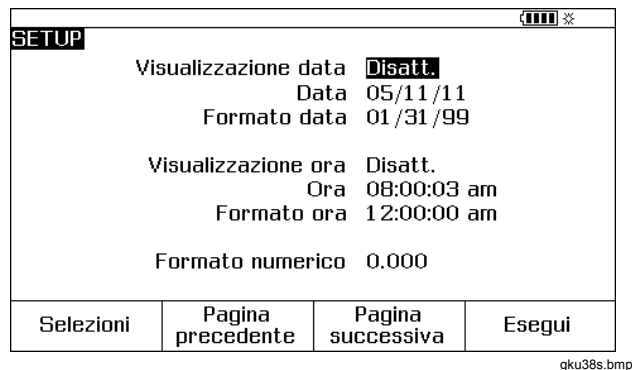 SETUP
Visualizzazione data Disatt.
Data 05/11/11
Formato data 01/31/99
Visualizzazione ora Disatt.
Ora 08:00:03 am
Formato ora 12:00:00 am
Formato numerico 0.000
Selezioni
Pagina precedente
Pagina successiva
Esegui
gku38s.bmp